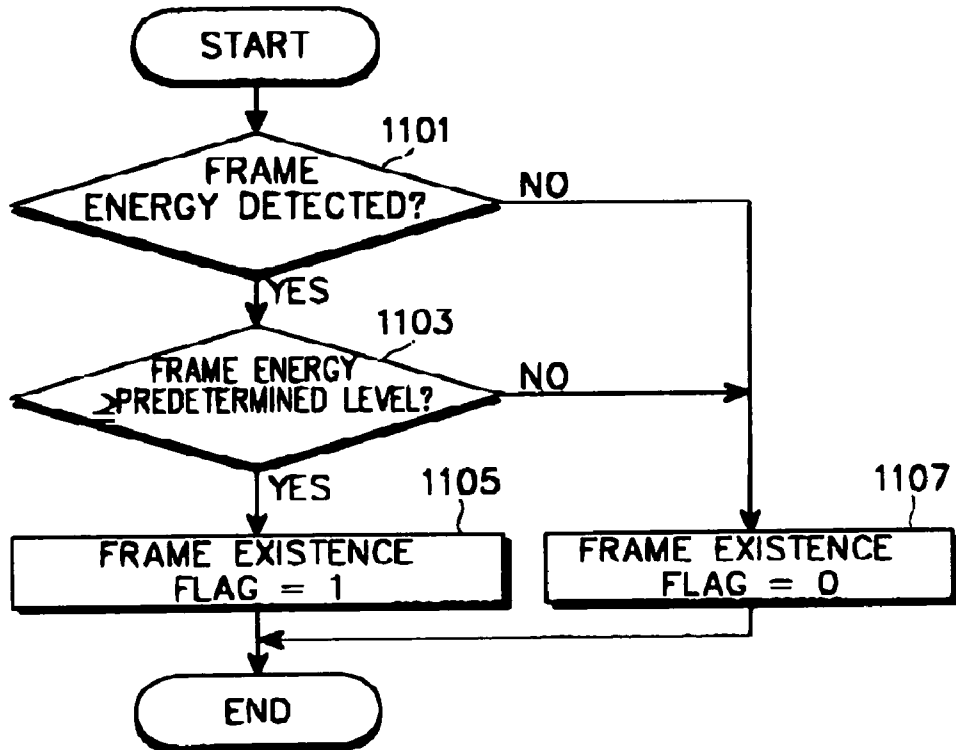 START
1101
FRAME
ENERGY DETECTED?
NO
YES
1103
FRAME ENERGY
≥PREDETERMINED LEVEL?
NO
YES
1105
FRAME EXISTENCE
FLAG = 1
1107
FRAME EXISTENCE
FLAG = 0
END